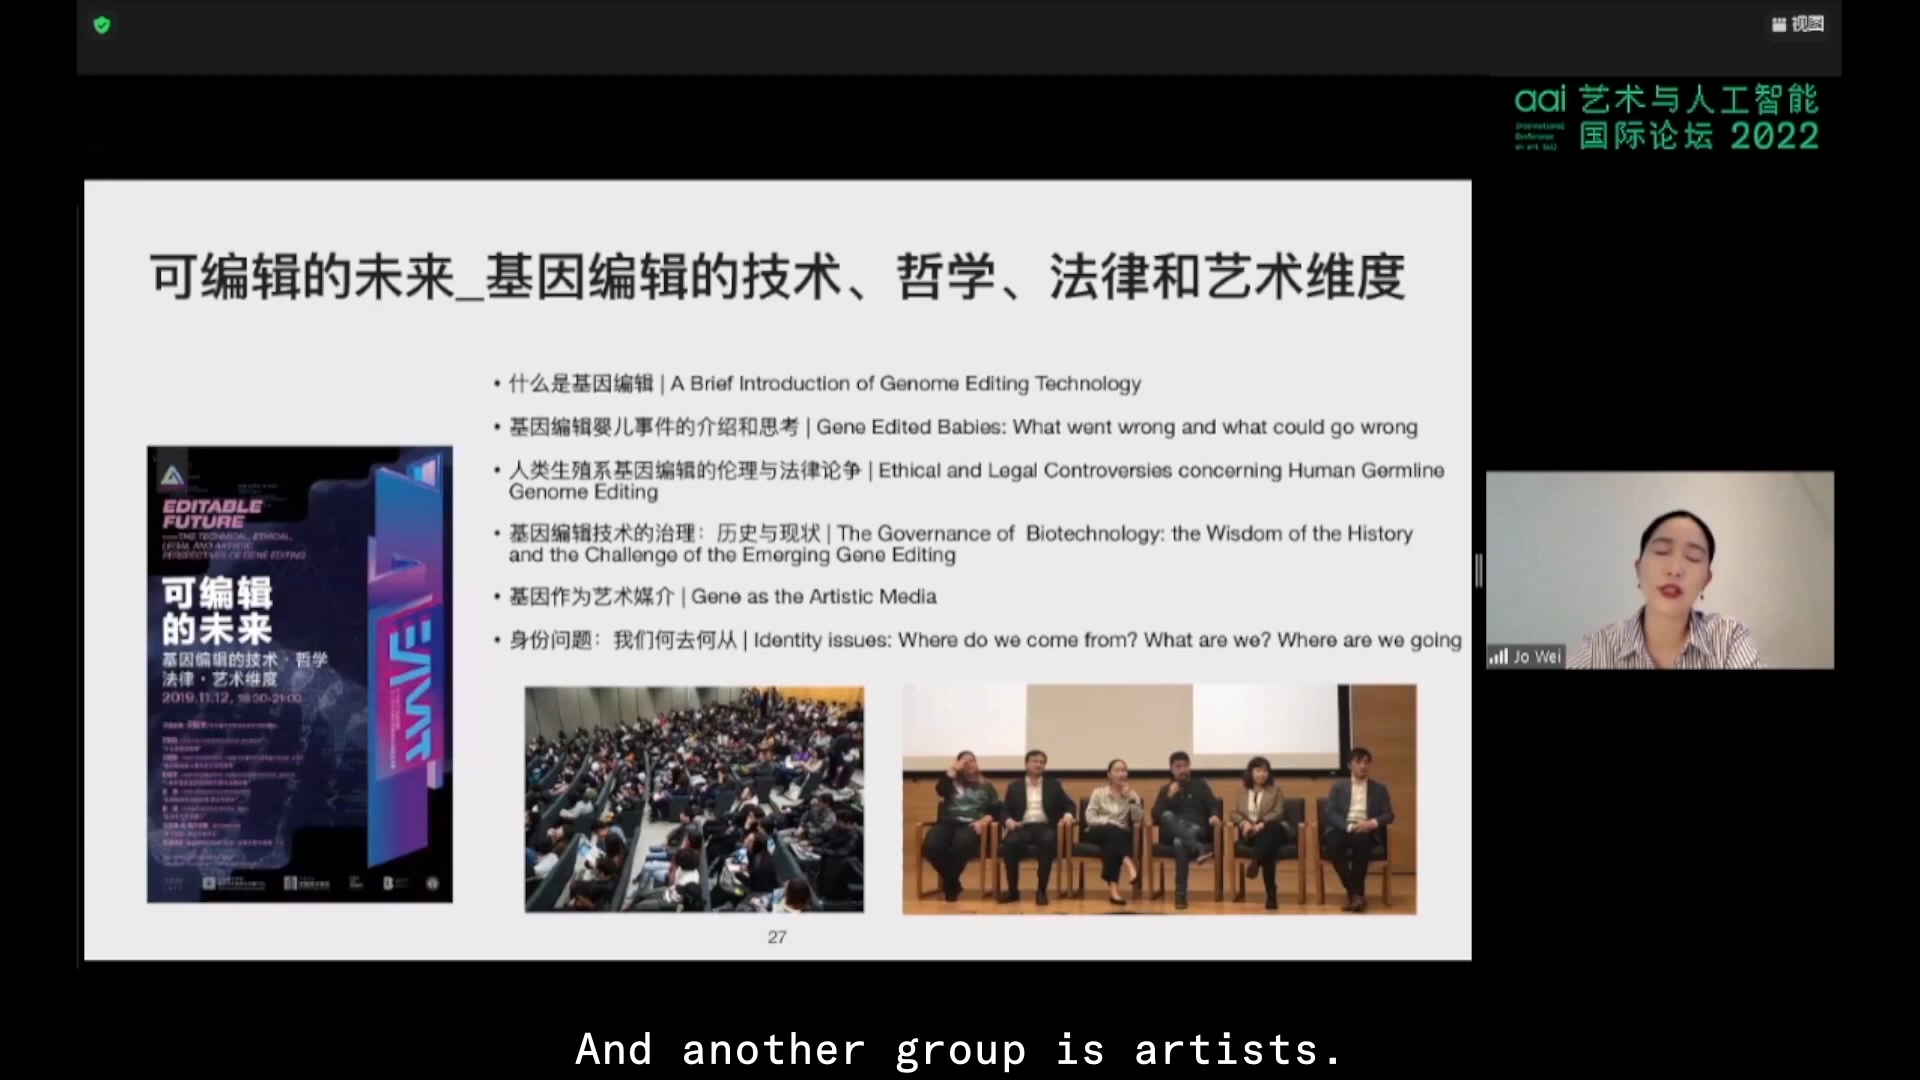 视图
aai 艺术与人工智能
International
Conference
on art (ai)
国际论坛 2022
可编辑的未来_基因编辑的技术、哲学、法律和艺术维度
• 什么是基因编辑 | A Brief Introduction of Genome Editing Technology
• 基因编辑婴儿事件的介绍和思考 | Gene Edited Babies: What went wrong and what could go wrong
• 人类生殖系基因编辑的伦理与法律论争 | Ethical and Legal Controversies concerning Human Germline
Genome Editing
• 基因编辑技术的治理：历史与现状 | The Governance of Biotechnology: the Wisdom of the History
and the Challenge of the Emerging Gene Editing
• 基因作为艺术媒介 | Gene as the Artistic Media
• 身份问题：我们何去何从 | Identity issues: Where do we come from? What are we? Where are we going
EDITABLE
FUTURE
——THE TECHNICAL, ETHICAL,
LEGAL AND ARTISTIC
PERSPECTIVES OF GENE EDITING
可编辑
的未来
基因编辑的技术·哲学
法律·艺术维度
2019.11.12, 18:30-21:00
27
Jo Wei
And another group is artists.